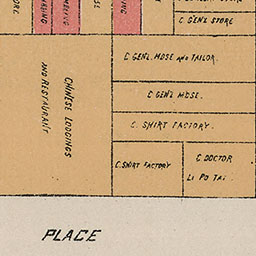 C GEN'L STORE
C. GEN'L MDSE AND TAILOR.
C GEN'L MDSE.
C. SHIRT FACTORY.
C. SHIRT FACTORY
C DOCTOR
LI PO TAI
CHINESE LODGINGS
AND RESTAURANT
PLACE